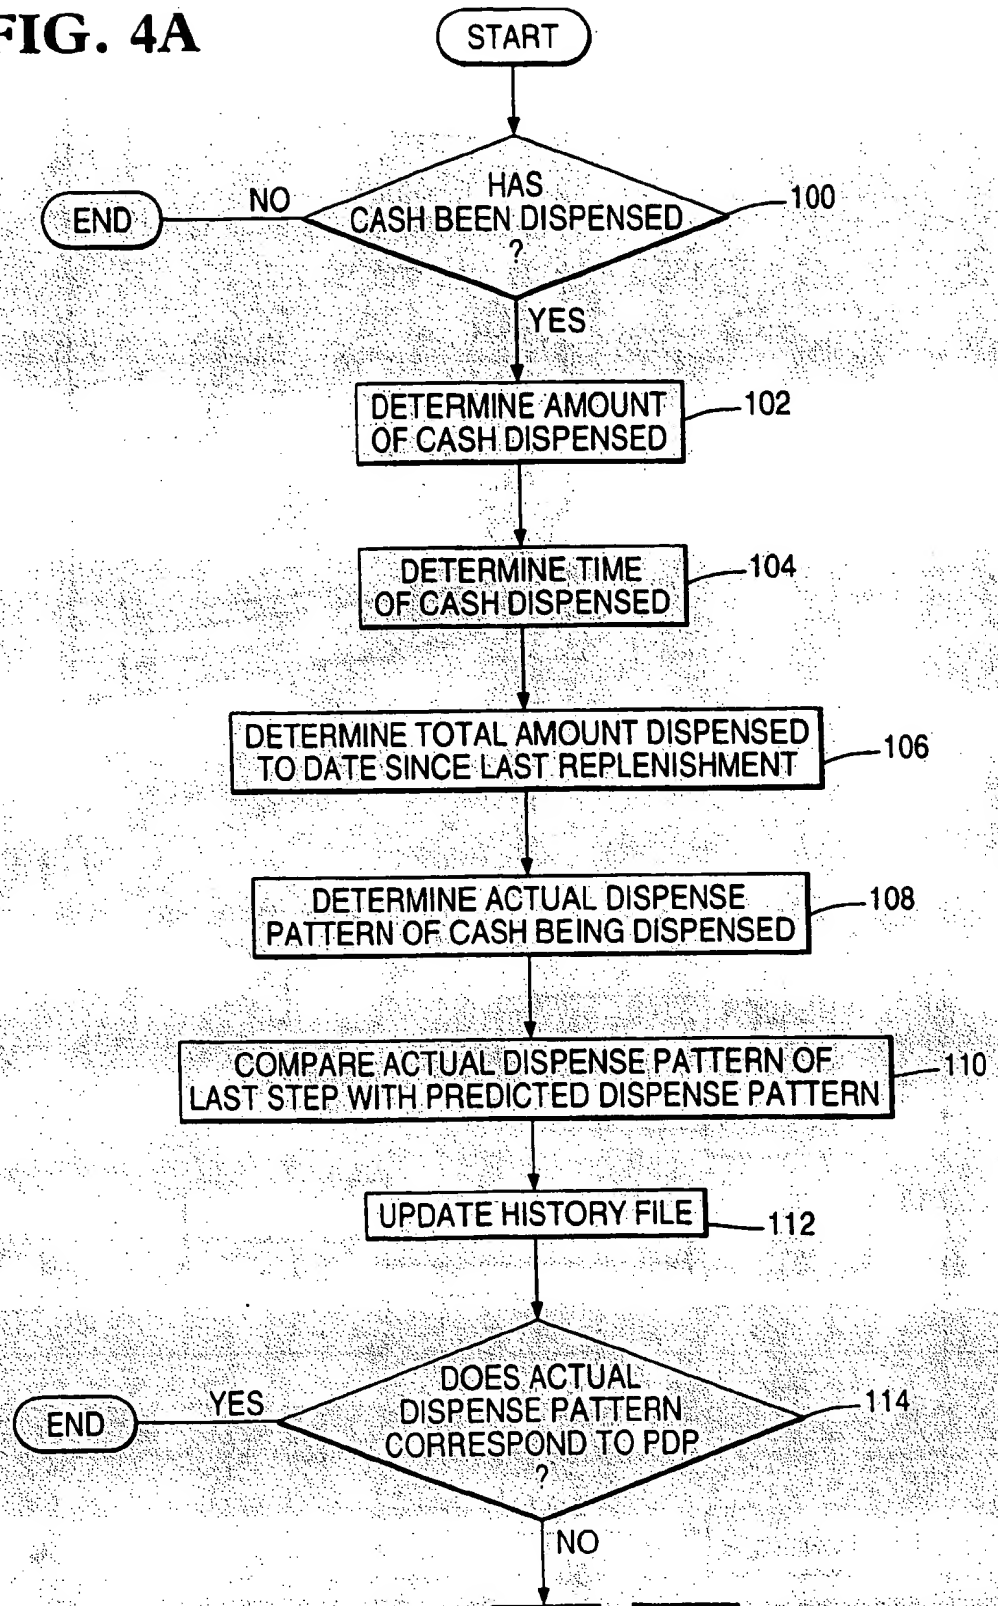 FIG. 4A
START
HAS
CASH BEEN DISPENSED
?
100
NO
END
YES
DETERMINE AMOUNT
OF CASH DISPENSED
102
DETERMINE TIME
OF CASH DISPENSED
104
DETERMINE TOTAL AMOUNT DISPENSED
TO DATE SINCE LAST REPLENISHMENT
106
DETERMINE ACTUAL DISPENSE
PATTERN OF CASH BEING DISPENSED
108
COMPARE ACTUAL DISPENSE PATTERN OF
LAST STEP WITH PREDICTED DISPENSE PATTERN
110
UPDATE HISTORY FILE
112
DOES ACTUAL
DISPENSE PATTERN
CORRESPOND TO PDP
?
114
YES
END
NO